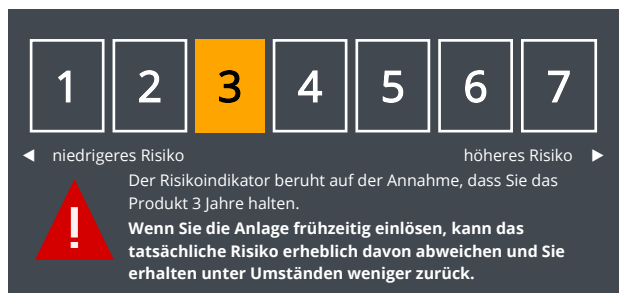 1 2 3 4 5 6 7
niedrigeres Risiko höheres Risiko
Der Risikoindikator beruht auf der Annahme, dass Sie das
Produkt 3 Jahre halten.
Wenn Sie die Anlage frühzeitig einlösen, kann das
tatsächliche Risiko erheblich davon abweichen und Sie
erhalten unter Umständen weniger zurück.
!